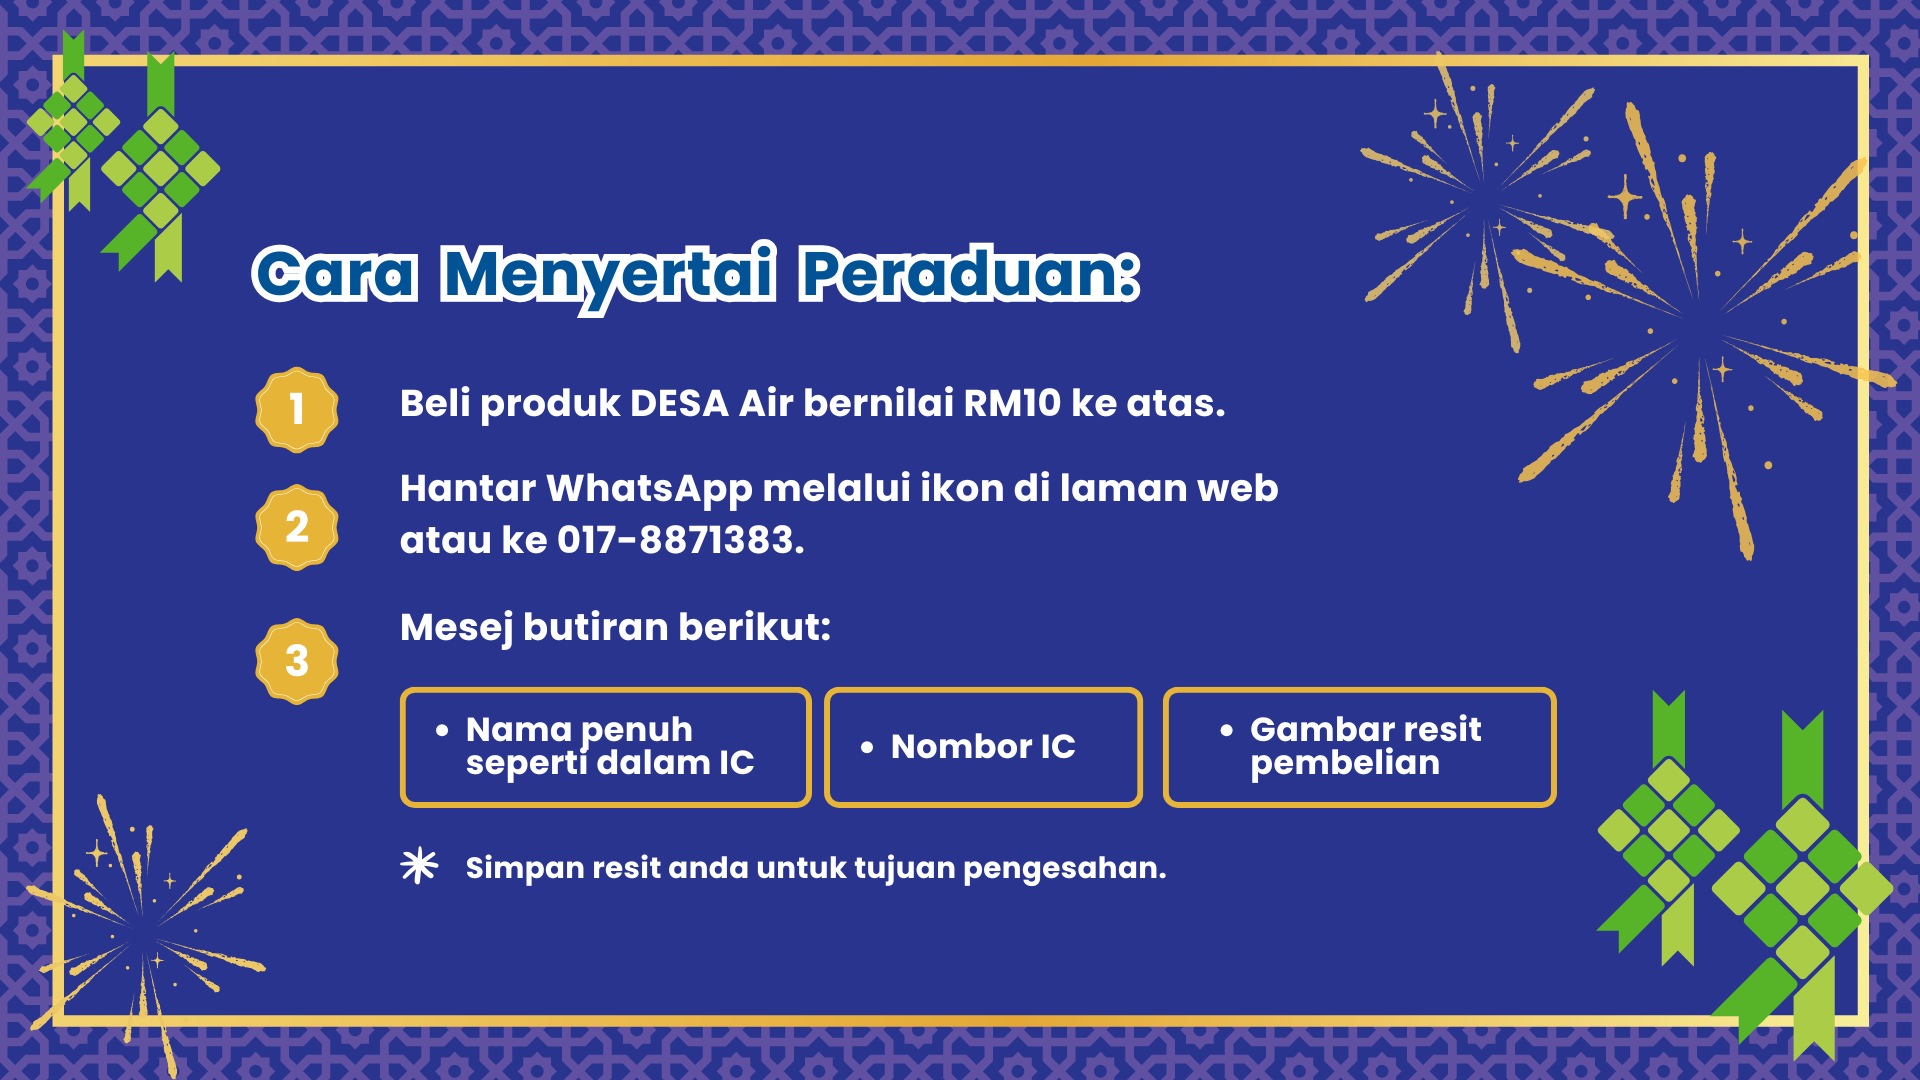 Cara Menyertai Peraduan:
1
Beli produk DESA Air bernilai RM10 ke atas.
2
Hantar WhatsApp melalui ikon di laman web
atau ke 017-8871383.
3
Mesej butiran berikut:
• Nama penuh
seperti dalam IC
• Nombor IC
• Gambar resit
pembelian
* Simpan resit anda untuk tujuan pengesahan.